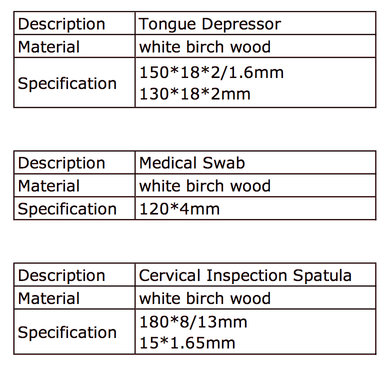 Description Tongue Depressor
Material white birch wood
Specification 150*18*2/1.6mm
130*18*2mm
Description Medical Swab
Material white birch wood
Specification 120*4mm
Description Cervical Inspection Spatula
Material white birch wood
Specification 180*8/13mm
15*1.65mm